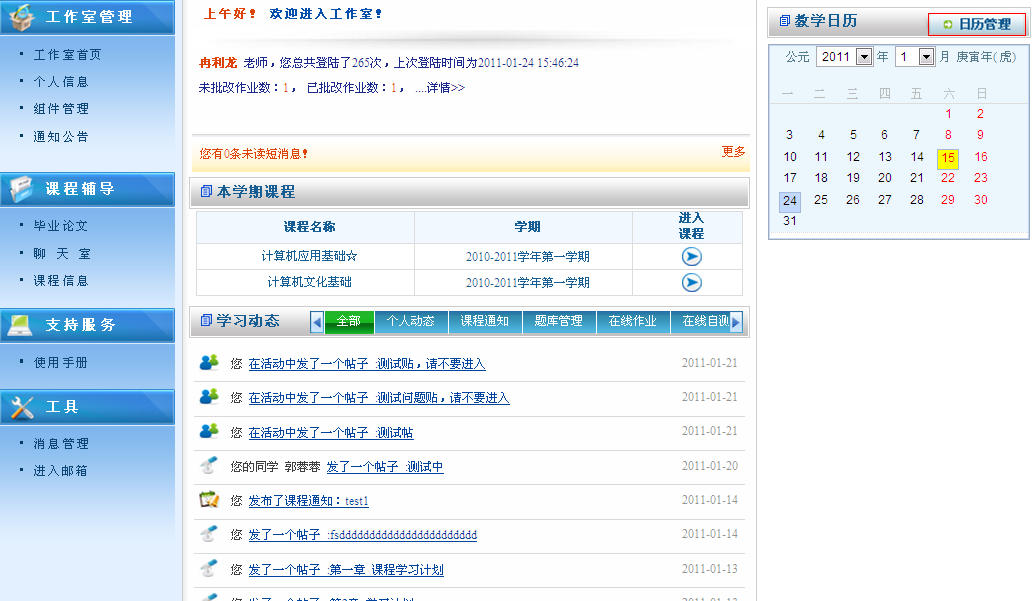 工作室管理
工作室首页
个人信息
组件管理
通知公告
课程辅导
毕业论文
聊 天 室
课程信息
支持服务
使用手册
工具
消息管理
进入邮箱
上午好！ 欢迎进入工作室！
冉利龙 老师，您总共登陆了265次，上次登陆时间为2011-01-24 15:46:24
未批改作业数：1， 已批改作业数：1， ....详情>>
您有0条未读短消息！ 更多
本学期课程
课程名称 学期 进入课程
计算机应用基础☆ 2010-2011学年第一学期
计算机文化基础 2010-2011学年第一学期
学习动态 全部 个人动态 课程通知 题库管理 在线作业 在线自测
您 在活动中发了一个帖子 :测试贴，请不要进入 2011-01-21
您 在活动中发了一个帖子 :测试问题贴，请不要进入 2011-01-21
您 在活动中发了一个帖子 :测试帖 2011-01-21
您的同学 郭蓉蓉 发了一个帖子 :测试中 2011-01-20
您 发布了课程通知：test1 2011-01-14
您 发了一个帖子 :fsddddddddddddddddddddddd 2011-01-14
您 发了一个帖子 :第一章 课程学习计划 2011-01-13
教学日历 日历管理
公元 2011 年 1 月 庚寅年(虎)
一 二 三 四 五 六 日
1 2
3 4 5 6 7 8 9
10 11 12 13 14 15 16
17 18 19 20 21 22 23
24 25 26 27 28 29 30
31